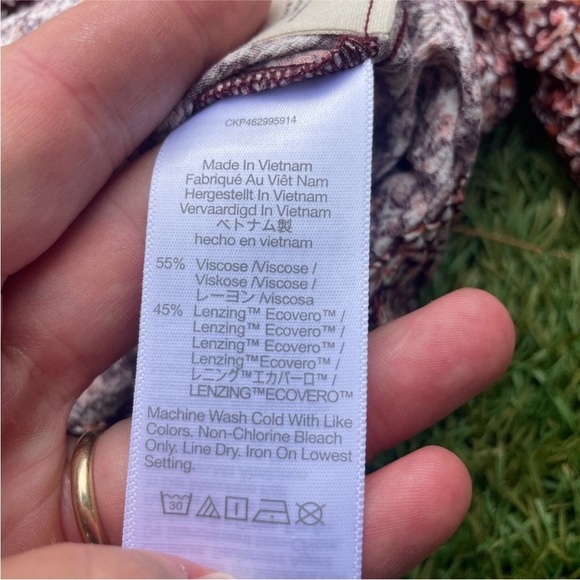 CKP462995914
Made In Vietnam
Fabriqué Au Viêt Nam
Hergestellt In Vietnam
Vervaardigd In Vietnam
ベトナム製
hecho en vietnam
55% Viscose /Viscose /
Viskose /Viscose /
レーヨン /Viscosa
45% Lenzing™ Ecovero™ /
Lenzing™ Ecovero™ /
Lenzing™ Ecovero™ /
Lenzing™Ecovero™ /
レニング™エカバーロ™ /
LENZING™ECOVERO™
Machine Wash Cold With Like
Colors. Non-Chlorine Bleach
Only. Line Dry. Iron On Lowest
Setting.
30